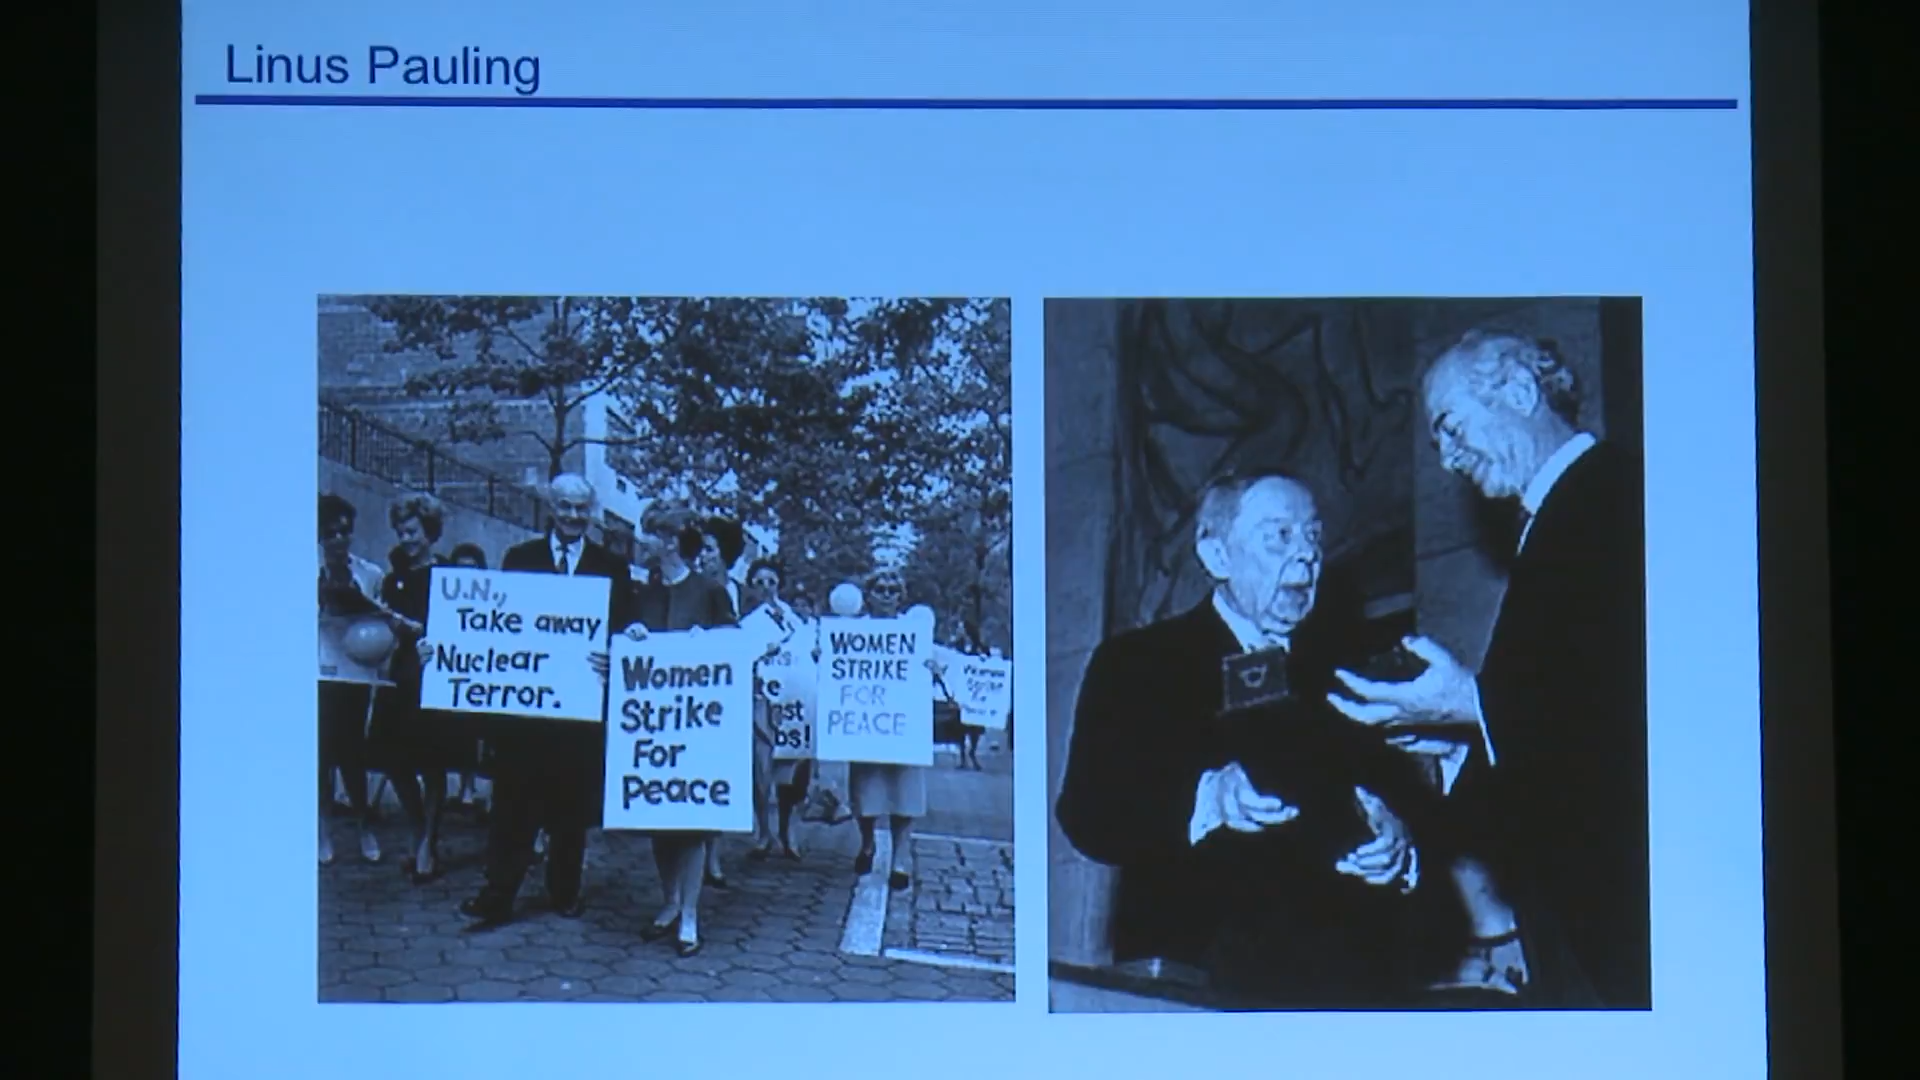 Linus Pauling
U.N.,
Take away
Nuclear
Terror.
Women
Strike
For
Peace
WOMEN
STRIKE
FOR
PEACE